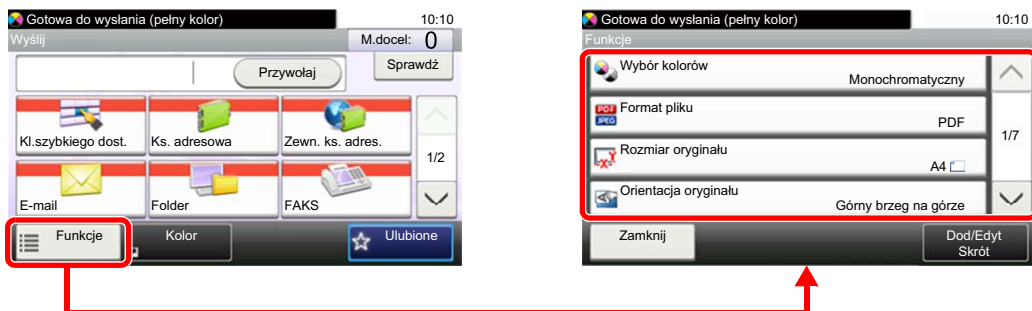 Gotowa do wysłania (pełny kolor)
10:10
Wyślij
M.docel: 0
Przywołaj
Sprawdź
Kl.szybkiego dost.
Ks. adresowa
Zewn. ks. adres.
1/2
E-mail
Folder
FAKS
Funkcje
Kolor
Ulubione
Gotowa do wysłania (pełny kolor)
10:10
Funkcje
Wybór kolorów
Monochromatyczny
PDF
JPEG
Format pliku
PDF
1/7
XY
Rozmiar oryginału
A4
Orientacja oryginału
Górny brzeg na górze
Zamknij
Dod/Edyt
Skrót